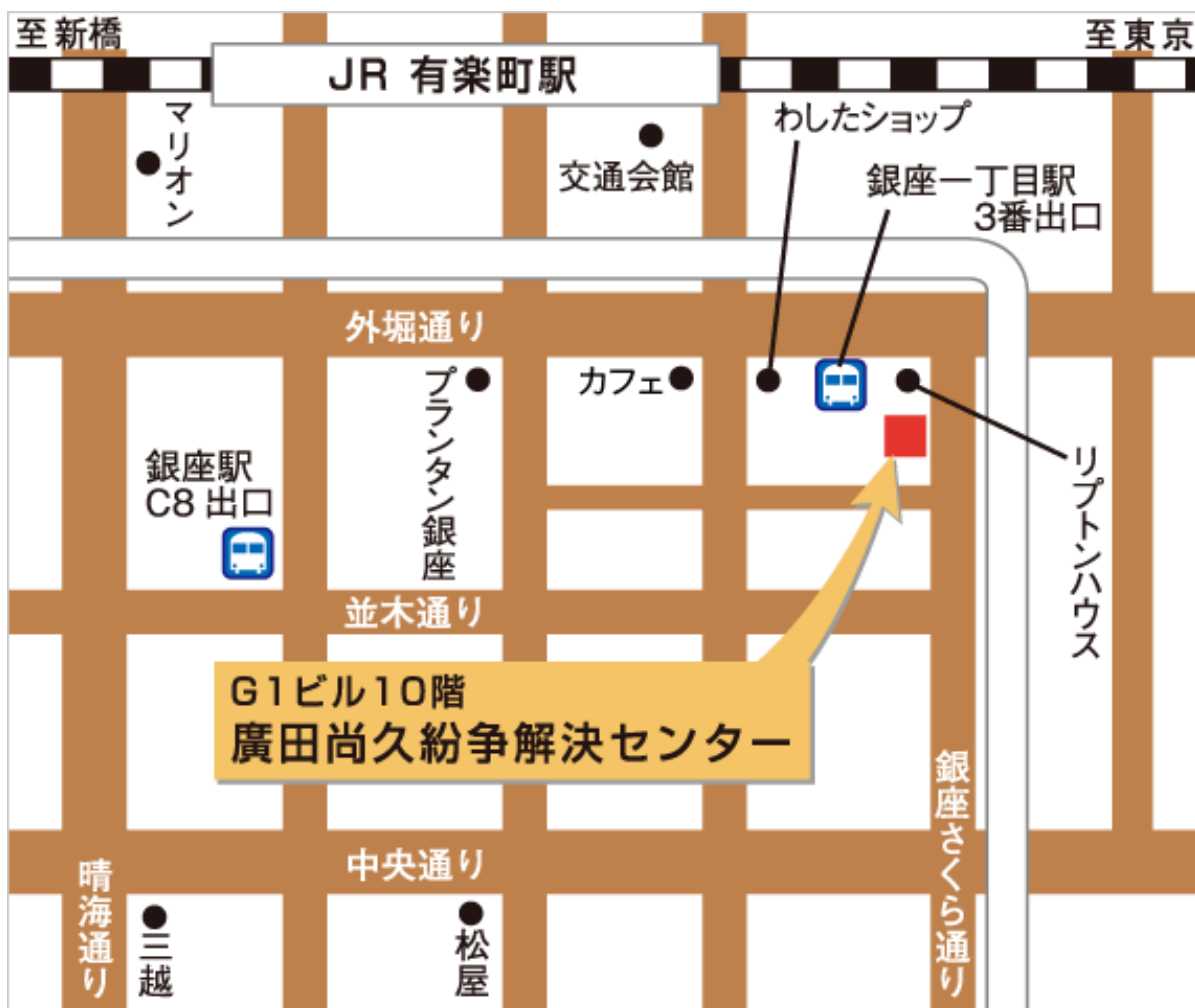 至新橋
至東京
JR 有楽町駅
マリオン
わしたショップ
交通会館
銀座一丁目駅
3番出口
外堀通り
プランタン銀座
カフェ
銀座駅
C8 出口
リプトンハウス
並木通り
G1ビル10階
廣田尚久紛争解決センター
銀座さくら通り
中央通り
晴海通り
三越
松屋